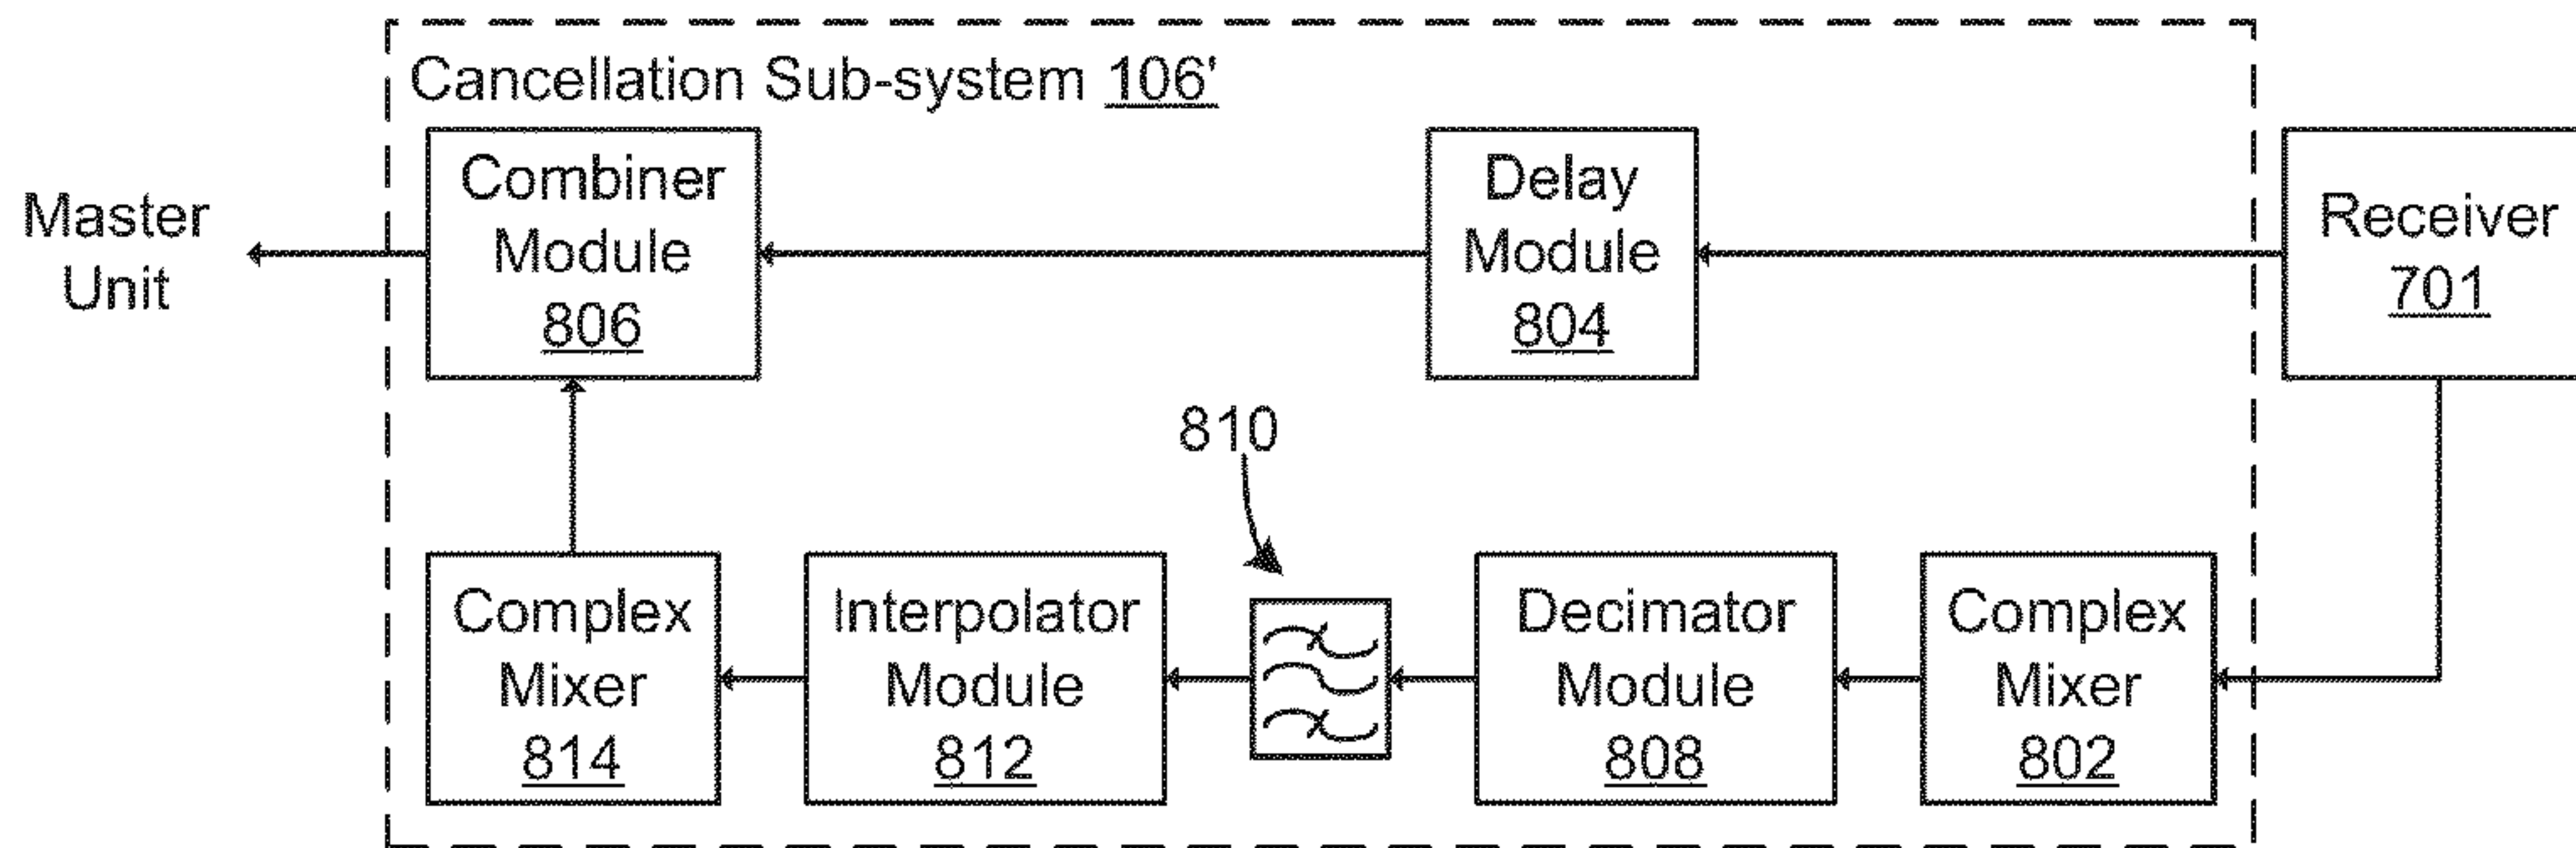 Cancellation Sub-system 106'
Master
Unit
Combiner
Module
806
Delay
Module
804
Receiver
701
810
Complex
Mixer
814
Interpolator
Module
812
Decimator
Module
808
Complex
Mixer
802